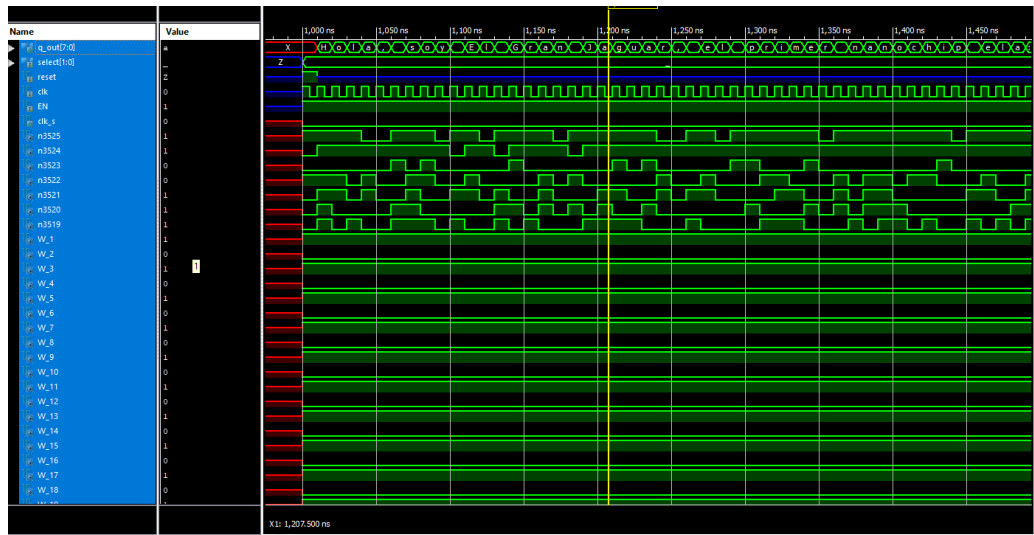 Name Value 1,000 ns 1,050 ns 1,100 ns 1,150 ns 1,200 ns 1,250 ns 1,300 ns 1,350 ns 1,400 ns 1,450 ns
q_out[7:0] a X H o l a s o y E l G r a n J a g u a r , e l p r i m e r n a n o c h i p e l a
select[1:0] _ Z
reset Z
clk 0
EN 1
clk_s 0
n3525 1
n3524 1
n3523 0
n3522 0
n3521 1
n3520 1
n3519 1
W_1 1
W_2 0
W_3 1 1
W_4 0
W_5 1
W_6 0
W_7 1
W_8 0
W_9 1
W_10 0
W_11 1
W_12 0
W_13 1
W_14 0
W_15 1
W_16 0
W_17 1
W_18 0
X1: 1,207.500 ns